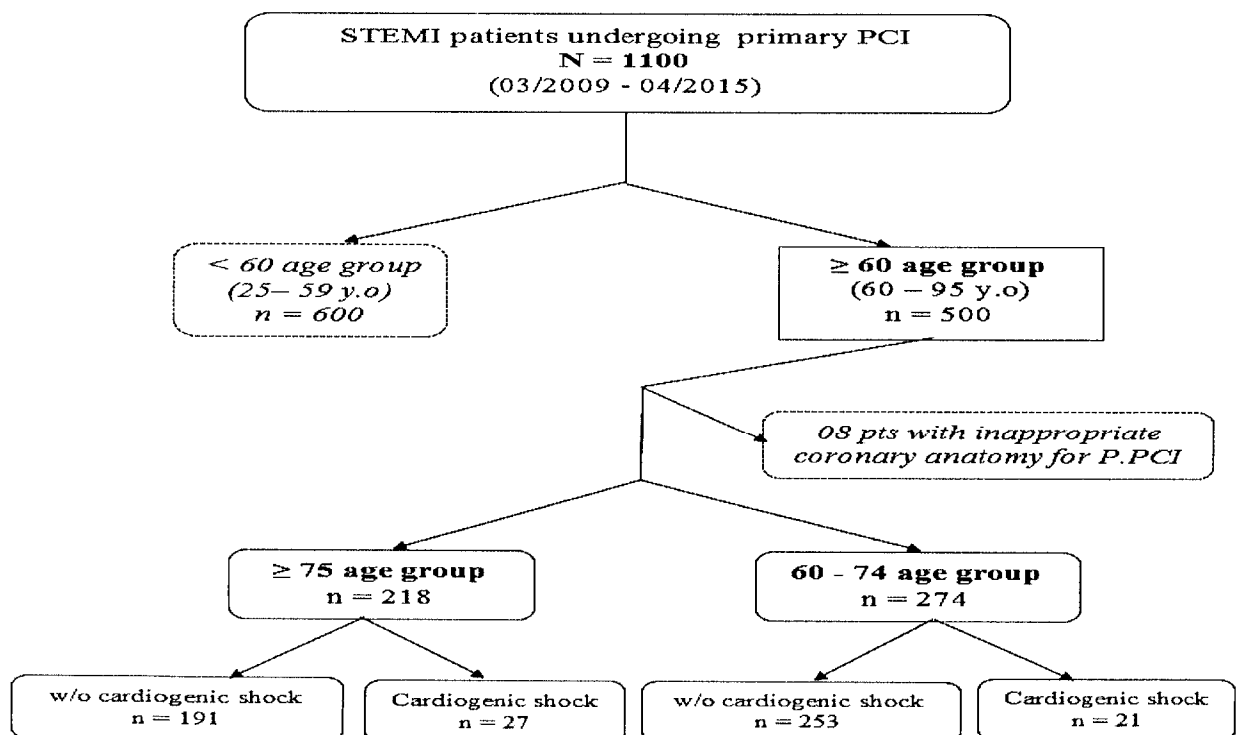 STEMI patients undergoing primary PCI
N = 1100
(03/2009 - 04/2015)
< 60 age group
(25– 59 y.o)
n = 600
≥ 60 age group
(60 – 95 y.o)
n = 500
08 pts with inappropriate
coronary anatomy for P.PCI
≥ 75 age group
n = 218
60 - 74 age group
n = 274
w/o cardiogenic shock
n = 191
Cardiogenic shock
n = 27
w/o cardiogenic shock
n = 253
Cardiogenic shock
n = 21